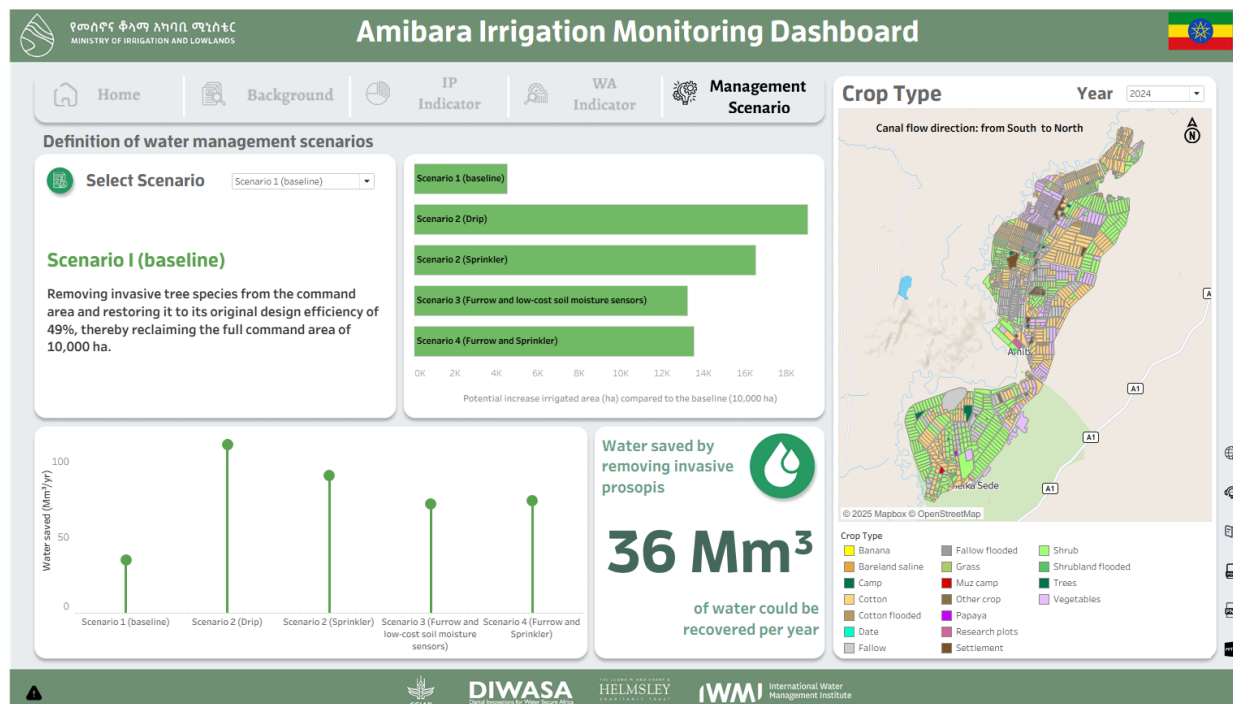 የመስኖና ቆላማ አካባቢ ሚኒስቴር
MINISTRY OF IRRIGATION AND LOWLANDS
Amibara Irrigation Monitoring Dashboard
Home
Background
IP
Indicator
WA
Indicator
Management
Scenario
Definition of water management scenarios
Select Scenario
Scenario 1 (baseline)
Scenario I (baseline)
Removing invasive tree species from the command
area and restoring it to its original design efficiency of
49%, thereby reclaiming the full command area of
10,000 ha.
Scenario 1 (baseline)
Scenario 2 (Drip)
Scenario 2 (Sprinkler)
Scenario 3 (Furrow and low-cost soil moisture sensors)
Scenario 4 (Furrow and Sprinkler)
0K 2K 4K 6K 8K 10K 12K 14K 16K 18K
Potential increase irrigated area (ha) compared to the baseline (10,000 ha)
Water saved (Mm³/yr)
100
50
0
Scenario 1 (baseline)
Scenario 2 (Drip)
Scenario 2 (Sprinkler)
Scenario 3 (Furrow and
low-cost soil moisture
sensors)
Scenario 4 (Furrow and
Sprinkler)
Water saved by
removing invasive
prosopis
36 Mm³
of water could be
recovered per year
Crop Type
Year
2024
Canal flow direction: from South to North
N
A1
A1
A1
Sede
© 2025 Mapbox © OpenStreetMap
Crop Type
Banana
Bareland saline
Camp
Cotton
Cotton flooded
Date
Fallow
Fallow flooded
Grass
Muz camp
Other crop
Papaya
Research plots
Settlement
Shrub
Shrubland flooded
Trees
Vegetables
DIWASA
Digital Innovations for Water Secure Africa
HELMSLEY
CHARITABLE TRUST
IWMI
International Water
Management Institute